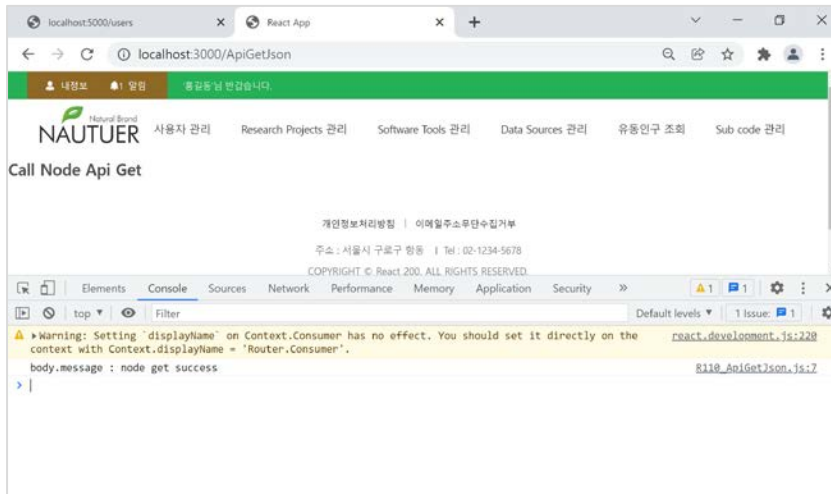 localhost:5000/users
React App
localhost:3000/ApiGetJson
내정보 1 알림 '홍길동'님 반갑습니다.
Natural Brand
NAUTUER
사용자 관리 Research Projects 관리 Software Tools 관리 Data Sources 관리 유동인구 조회 Sub code 관리
Call Node Api Get
개인정보처리방침 | 이메일주소무단수집거부
주소 : 서울시 구로구 항동 | Tel : 02-1234-5678
COPYRIGHT © React 200. ALL RIGHTS RESERVED.
Elements Console Sources Network Performance Memory Application Security » 1 1
top ▼ Filter Default levels ▼ 1 Issue: 1
▶Warning: Setting `displayName` on Context.Consumer has no effect. You should set it directly on the react.development.js:220
context with Context.displayName = 'Router.Consumer'.
body.message : node get success R110_ApiGetJson.js:7
>